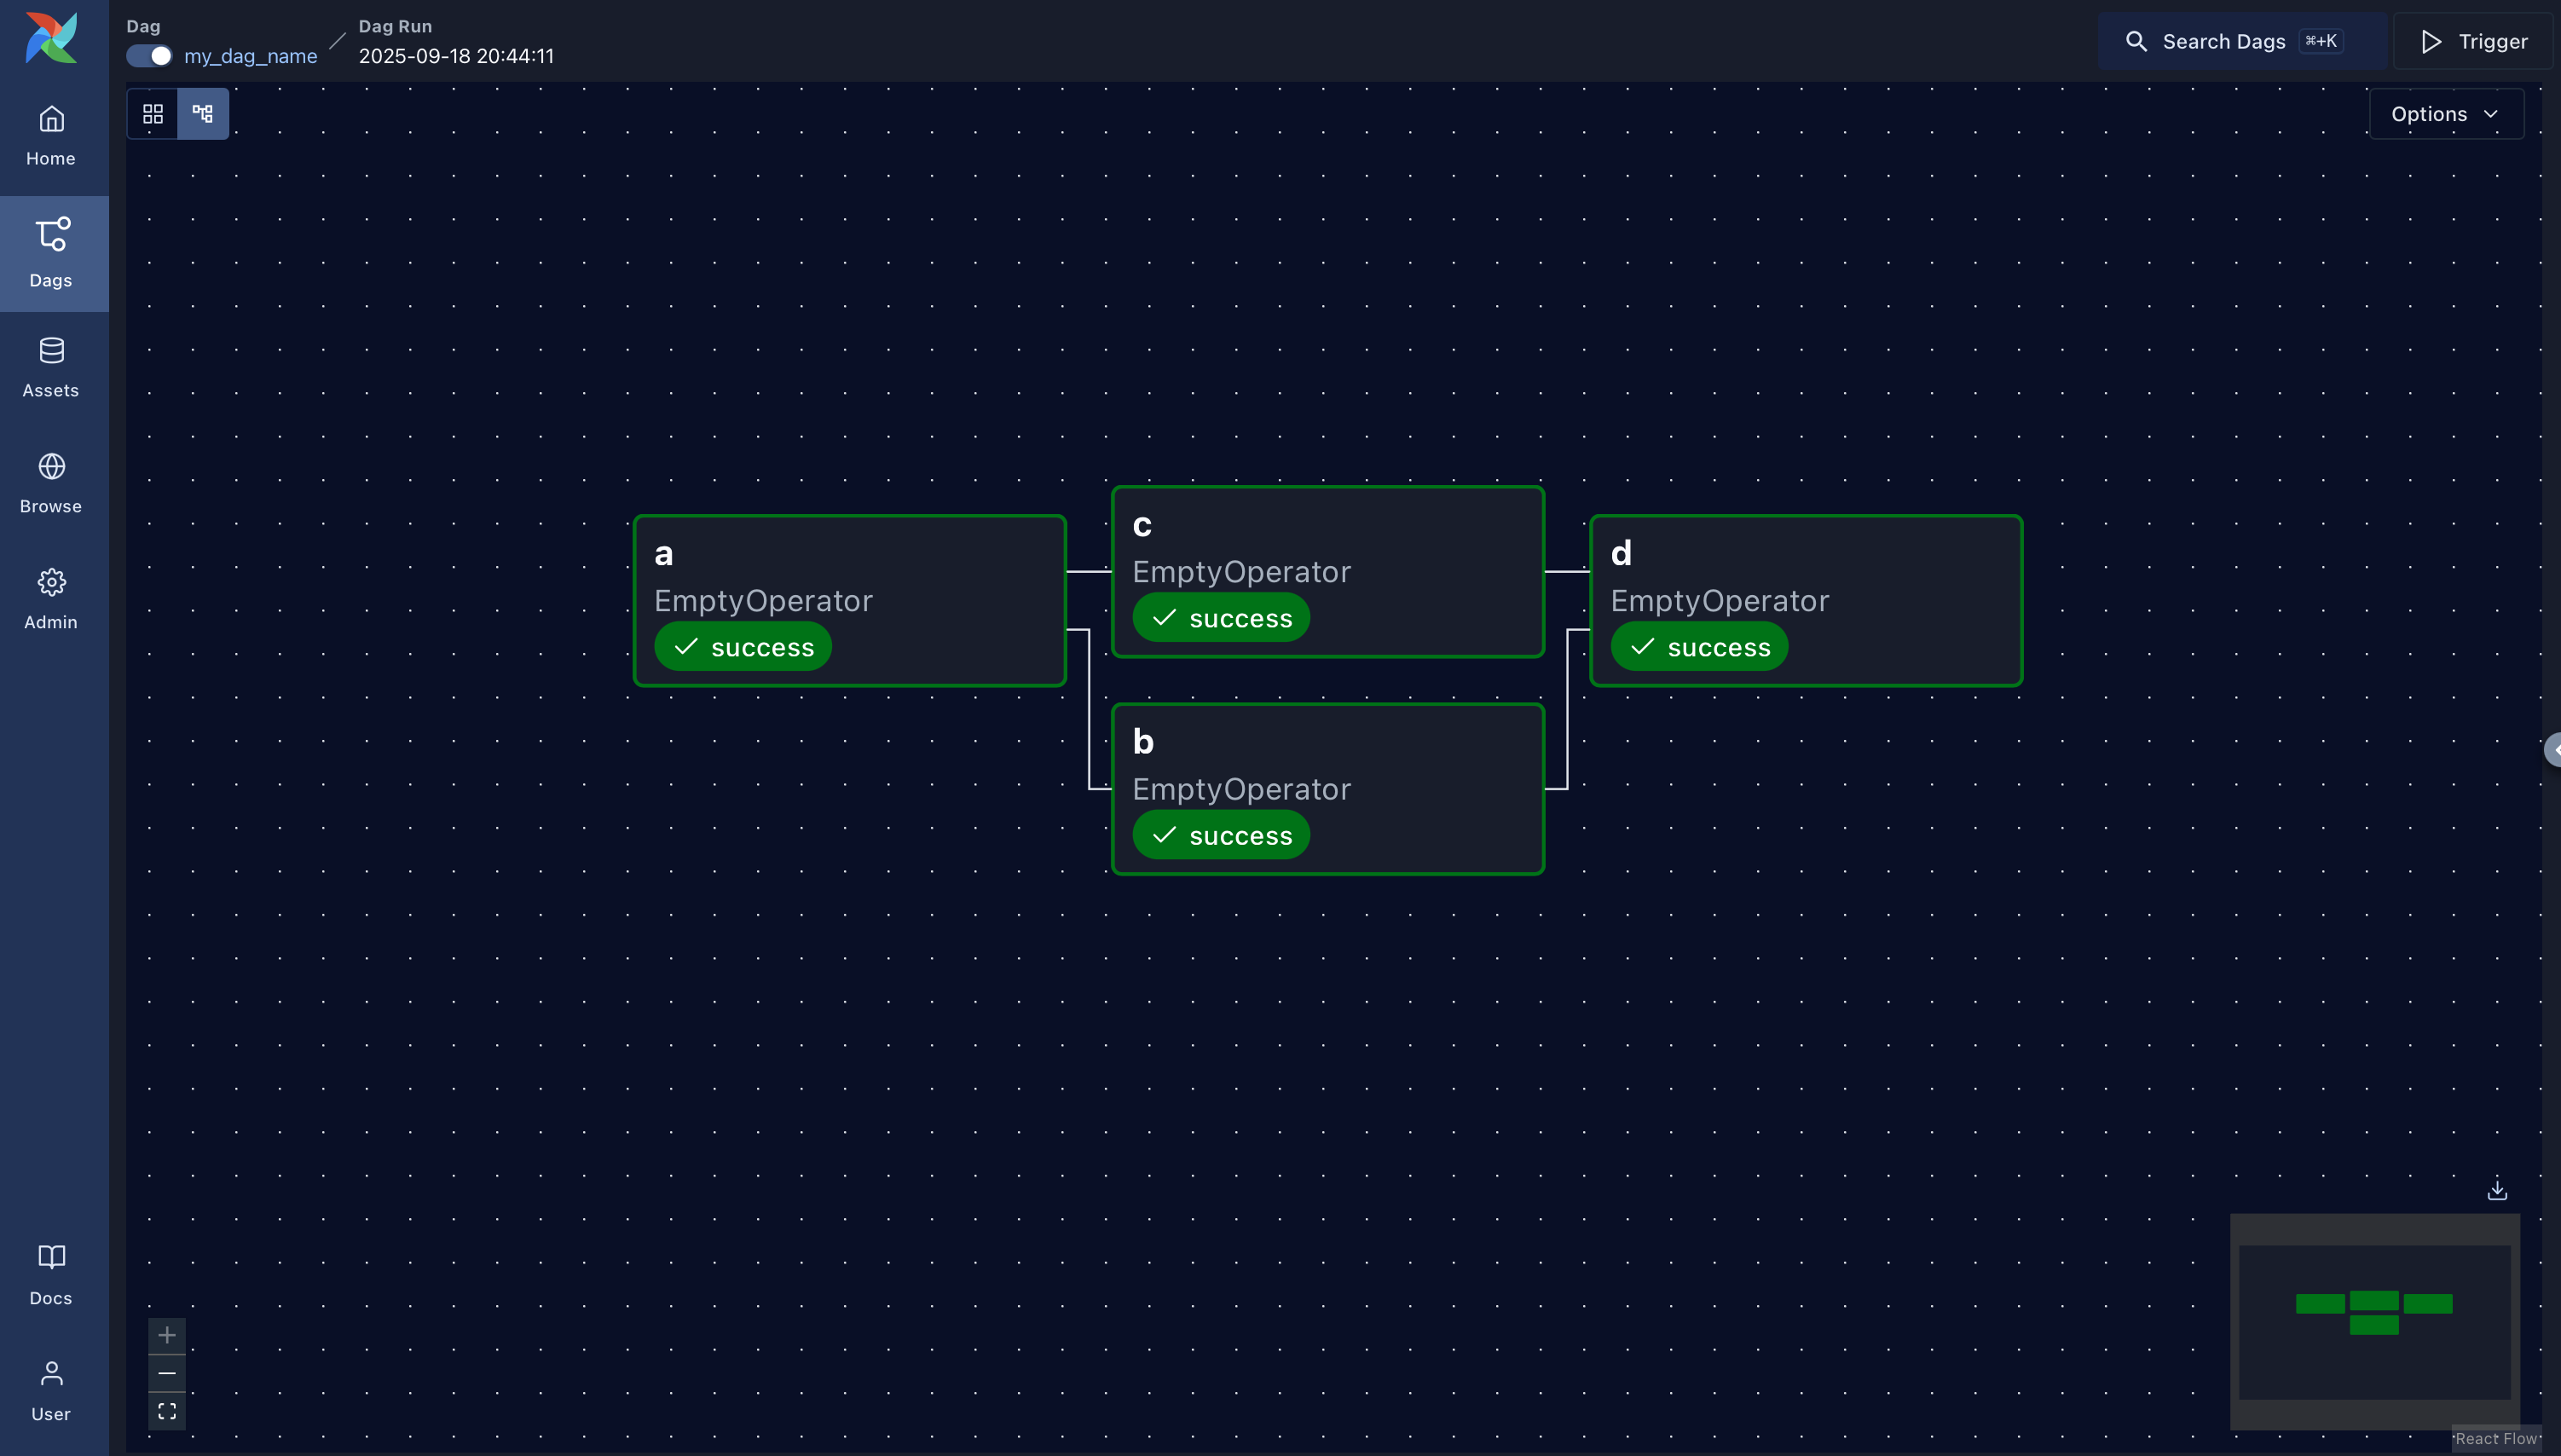 Dag
my_dag_name
Dag Run
2025-09-18 20:44:11
Search Dags ⌘+K
Trigger
Options
Home
Dags
Assets
Browse
Admin
Docs
User
a
EmptyOperator
success
c
EmptyOperator
success
b
EmptyOperator
success
d
EmptyOperator
success
React Flow